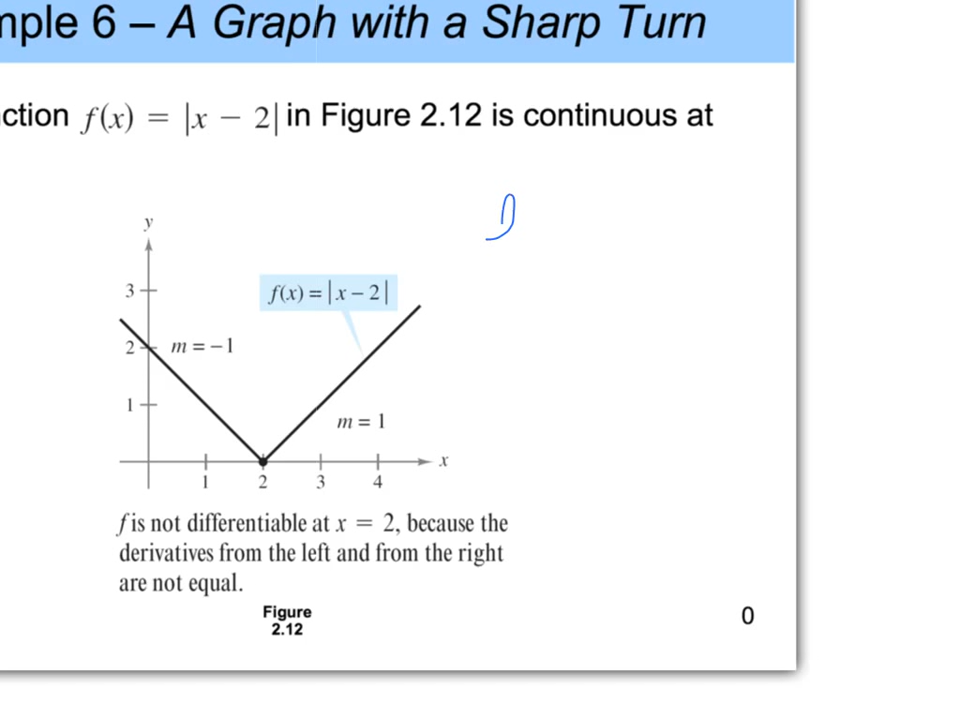 mple 6 – A Graph with a Sharp Turn
ction f(x) = |x − 2| in Figure 2.12 is continuous at
y
3
f(x) = |x − 2|
2
m = −1
1
m = 1
x
1 2 3 4
f is not differentiable at x = 2, because the
derivatives from the left and from the right
are not equal.
Figure
2.12
0